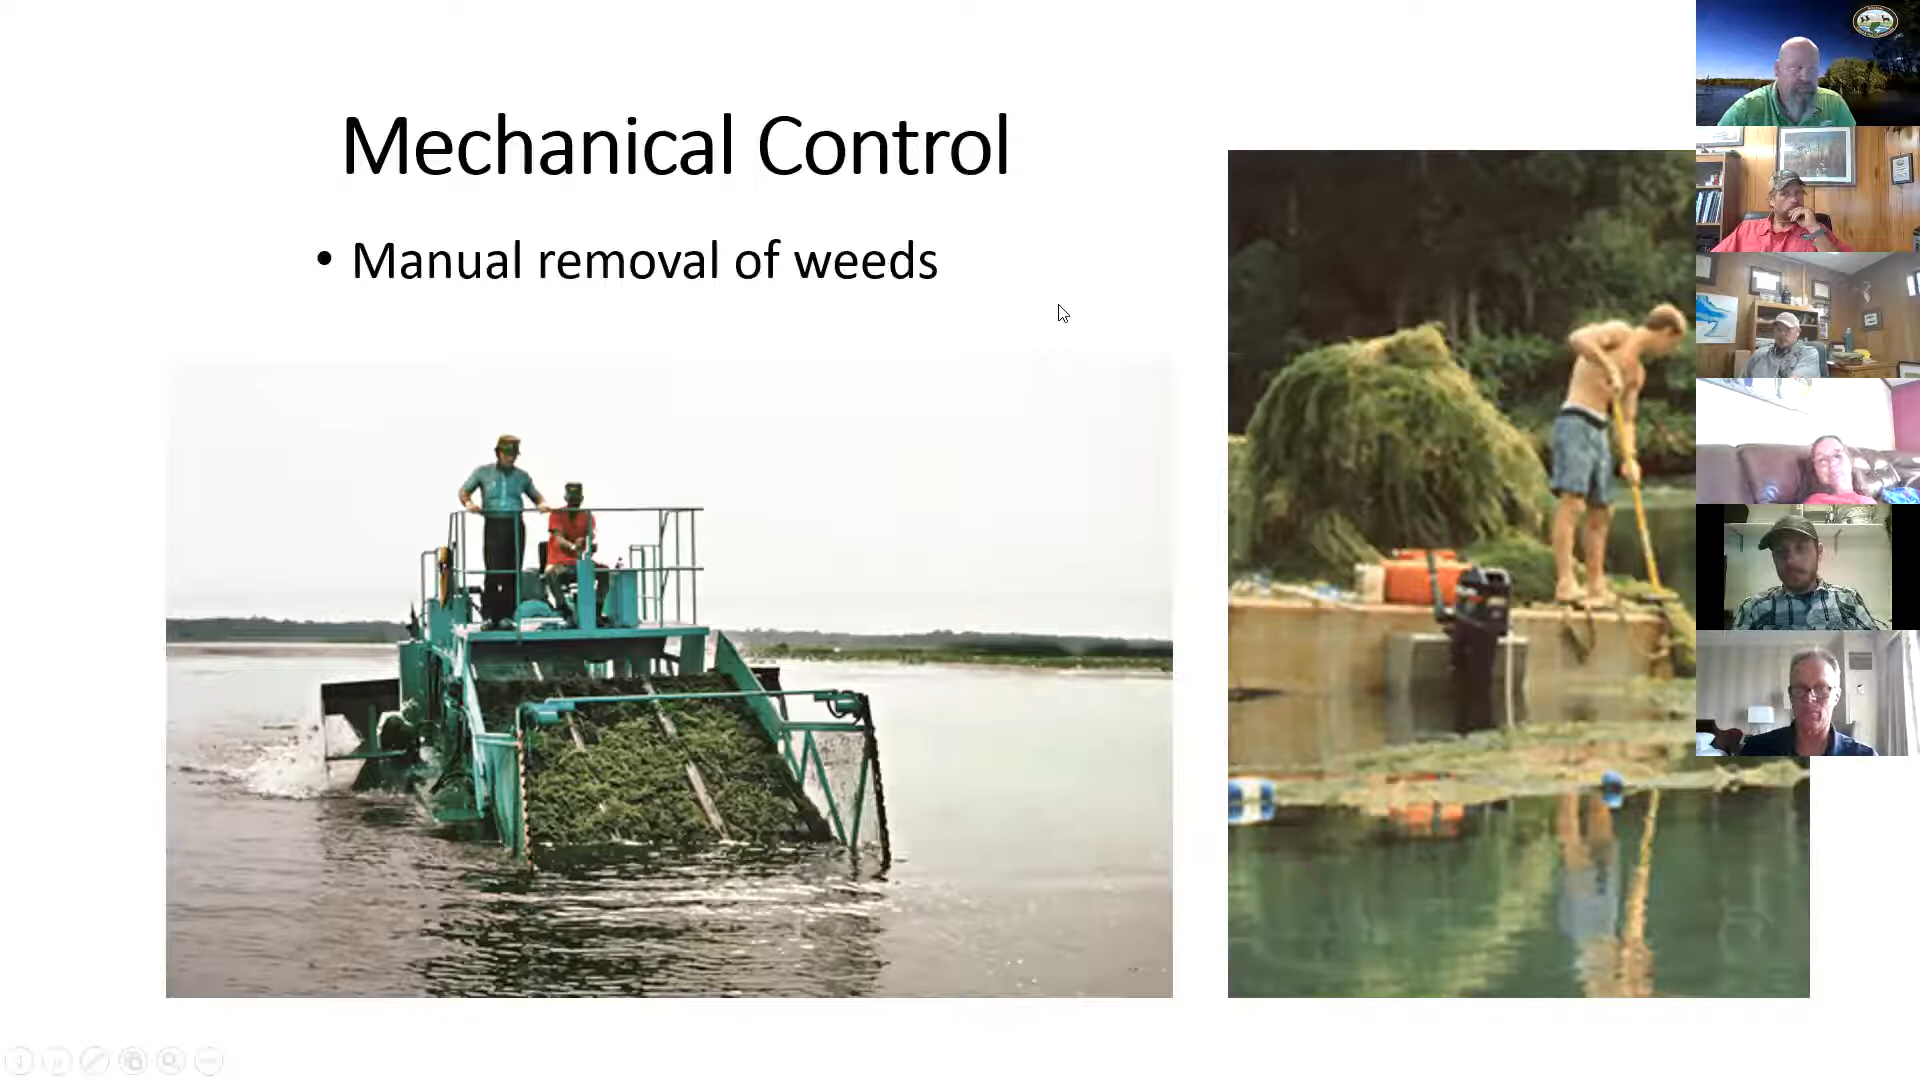 Mechanical Control
• Manual removal of weeds